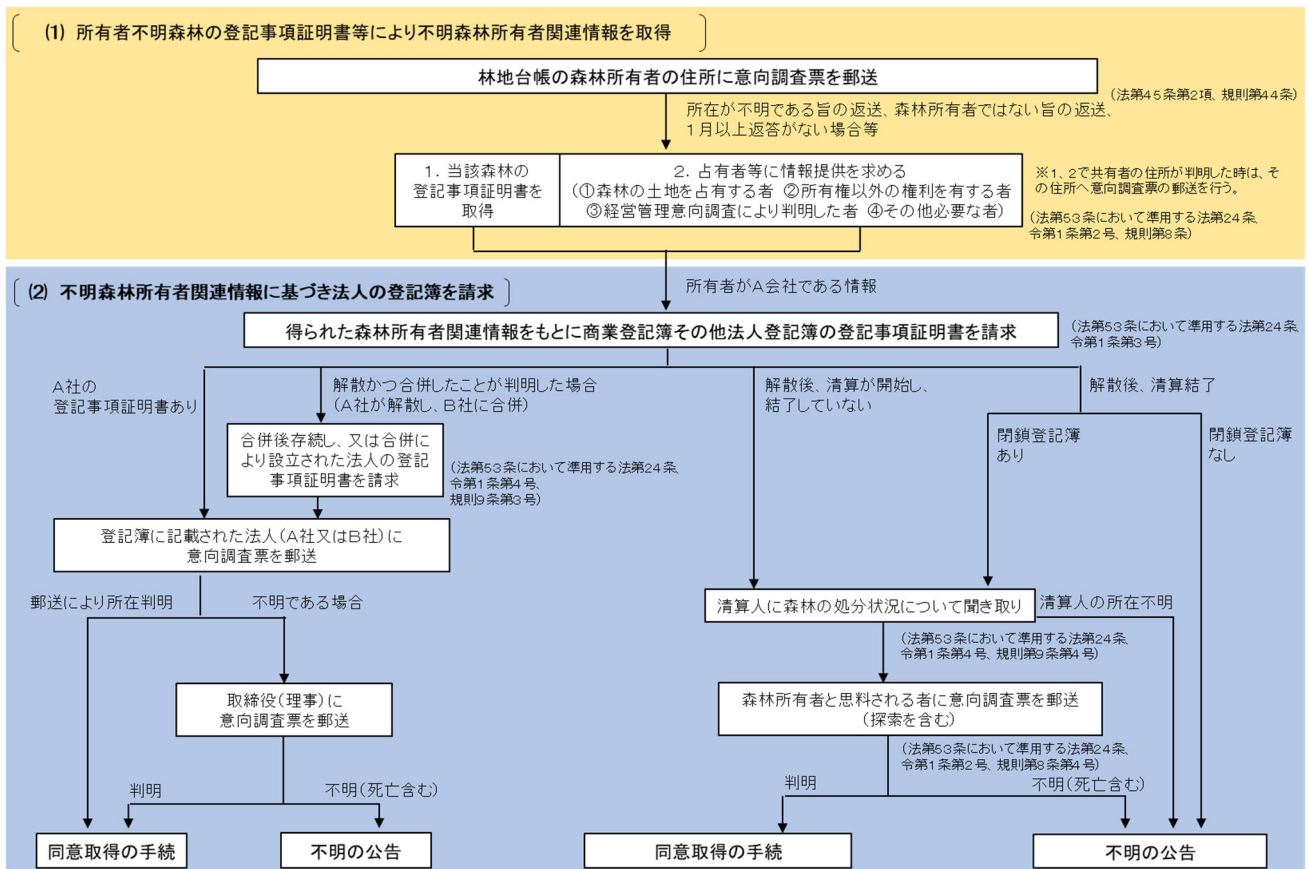 (1) 所有者不明森林の登記事項証明書等により不明森林所有者関連情報を取得
林地台帳の森林所有者の住所に意向調査票を郵送
(法第45条第2項、規則第44条)
所在が不明である旨の返送、森林所有者ではない旨の返送、
1月以上返答がない場合等
1．当該森林の
登記事項証明書を
取得
2．占有者等に情報提供を求める
(①森林の土地を占有する者 ②所有権以外の権利を有する者
③経営管理意向調査により判明した者 ④その他必要な者)
※1、2で共有者の住所が判明した時は、そ
の住所へ意向調査票の郵送を行う。
(法第53条において準用する法第24条、
令第1条第2号、規則第8条)
(2) 不明森林所有者関連情報に基づき法人の登記簿を請求
所有者がA会社である情報
得られた森林所有者関連情報をもとに商業登記簿その他法人登記簿の登記事項証明書を請求
(法第53条において準用する法第24条、
令第1条第3号)
A社の
登記事項証明書あり
解散かつ合併したことが判明した場合
(A社が解散し、B社に合併)
解散後、清算が開始し、
結了していない
解散後、清算結了
閉鎖登記簿
あり
閉鎖登記簿
なし
合併後存続し、又は合併に
より設立された法人の登記
事項証明書を請求
(法第53条において準用する法第24条、
令第1条第4号、
規則9条第3号)
登記簿に記載された法人(A社又はB社)に
意向調査票を郵送
郵送により所在判明
不明である場合
清算人に森林の処分状況について聞き取り
清算人の所在不明
(法第53条において準用する法第24条、
令第1条第4号、規則第9条第4号)
取締役(理事)に
意向調査票を郵送
森林所有者と思料される者に意向調査票を郵送
(探索を含む)
(法第53条において準用する法第24条、
令第1条第2号、規則第8条第4号)
判明
不明(死亡含む)
判明
不明(死亡含む)
同意取得の手続
不明の公告
同意取得の手続
不明の公告